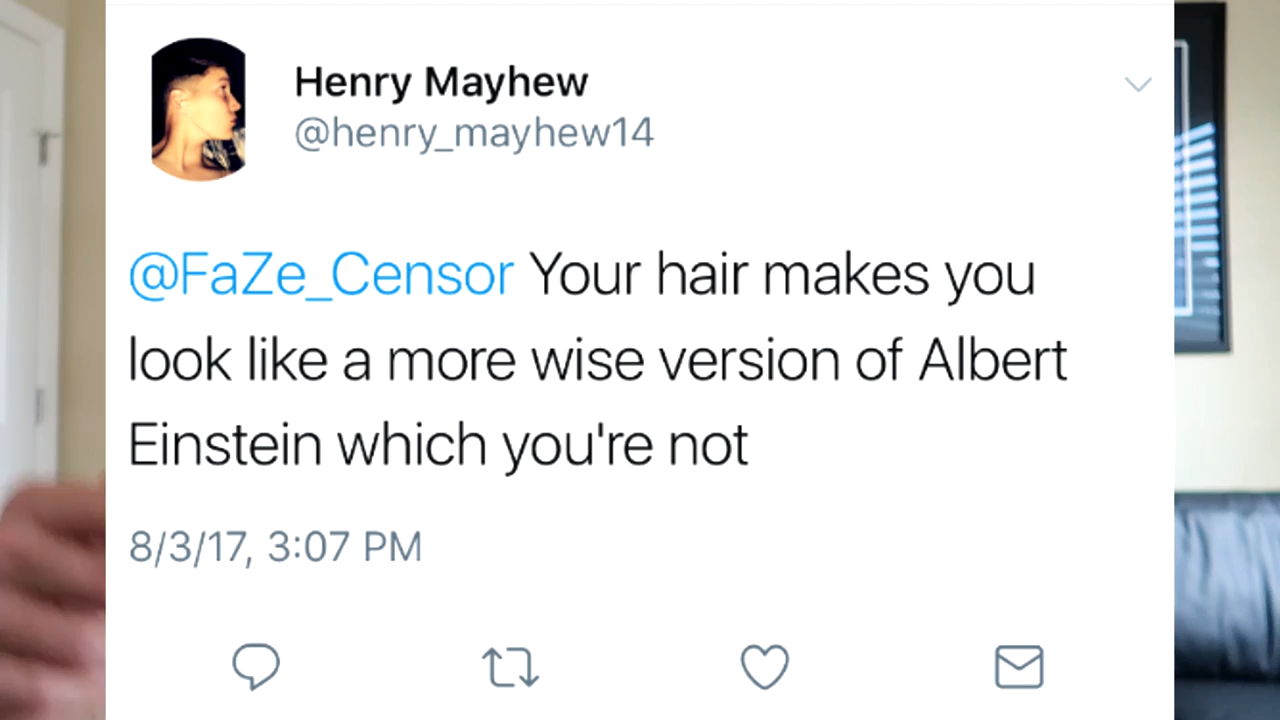 Henry Mayhew
@henry_mayhew14
@FaZe_Censor Your hair makes you
look like a more wise version of Albert
Einstein which you're not
8/3/17, 3:07 PM